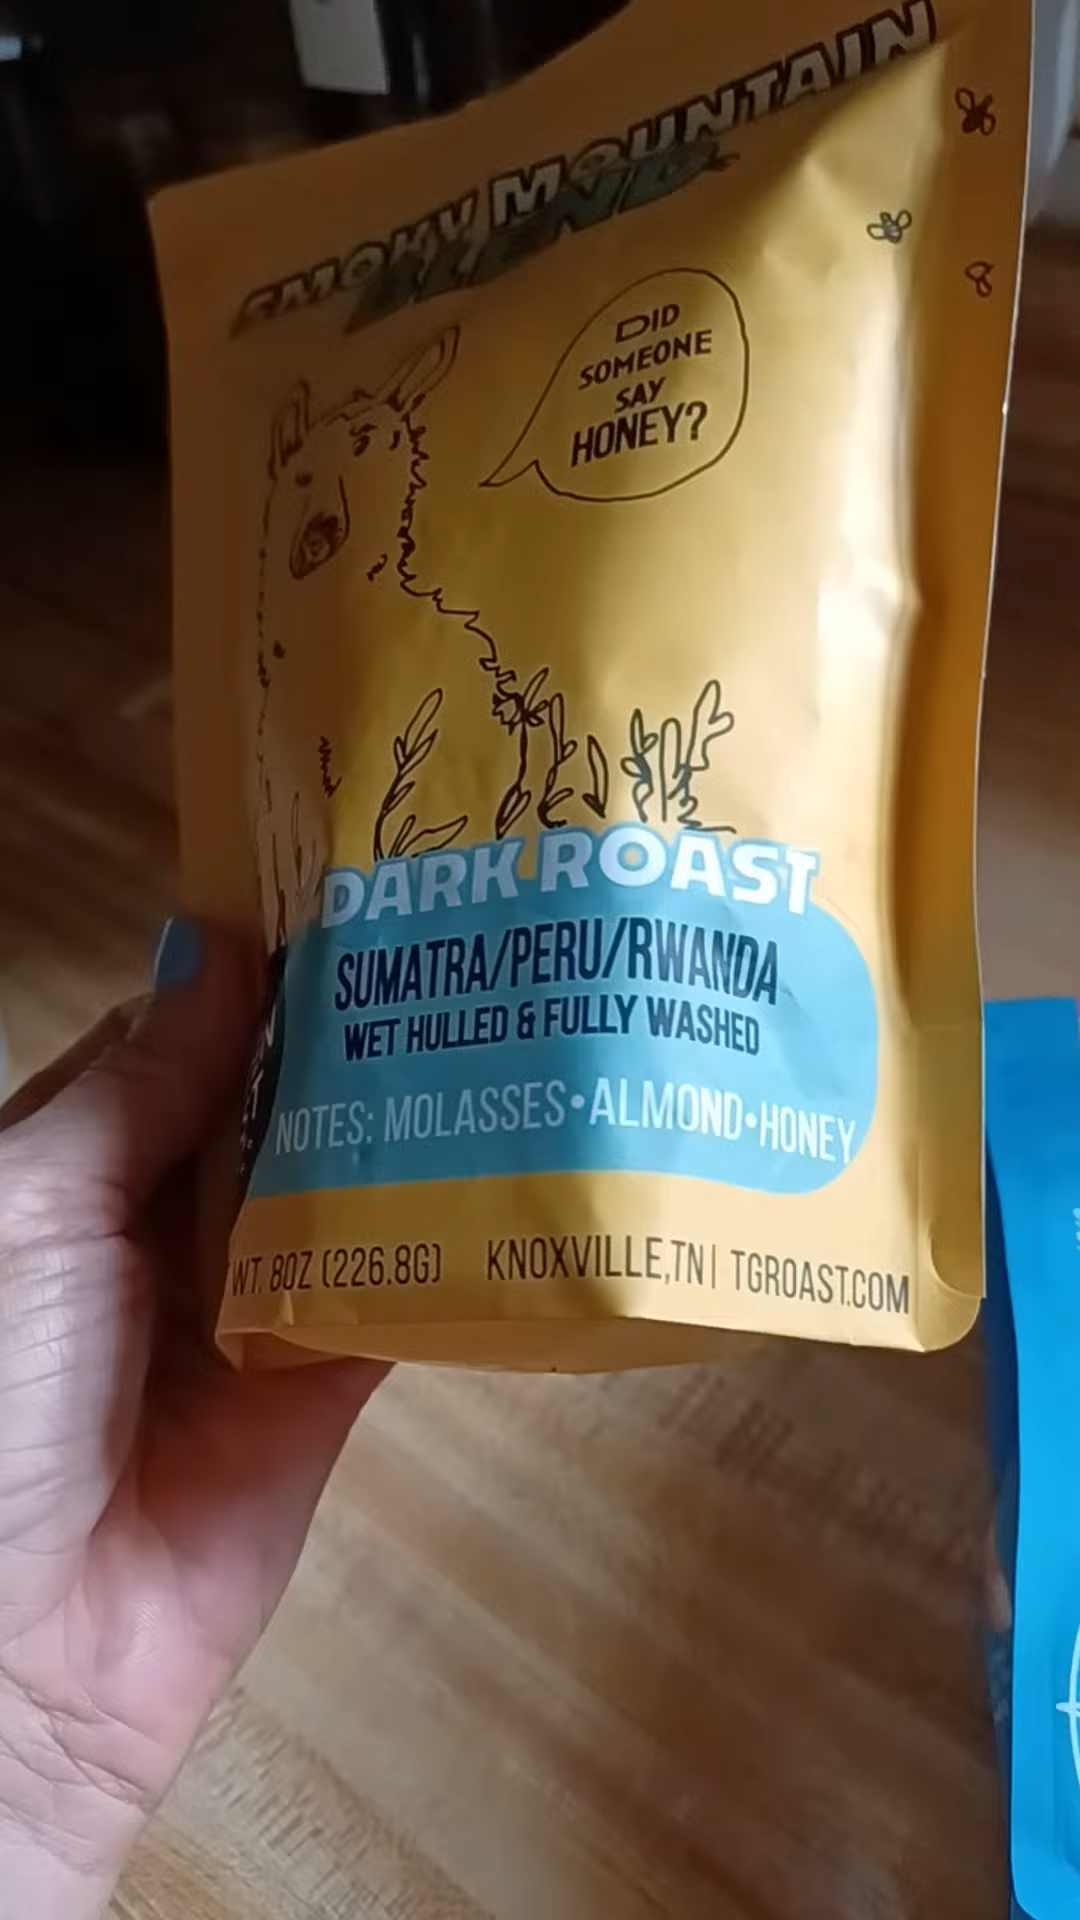 SMOKY MOUNTAIN
BLEND
DID
SOMEONE
SAY
HONEY?
DARK ROAST
SUMATRA/PERU/RWANDA
WET HULLED & FULLY WASHED
NOTES: MOLASSES•ALMOND•HONEY
WT. 8OZ (226.8G) KNOXVILLE,TN| TGROAST.COM